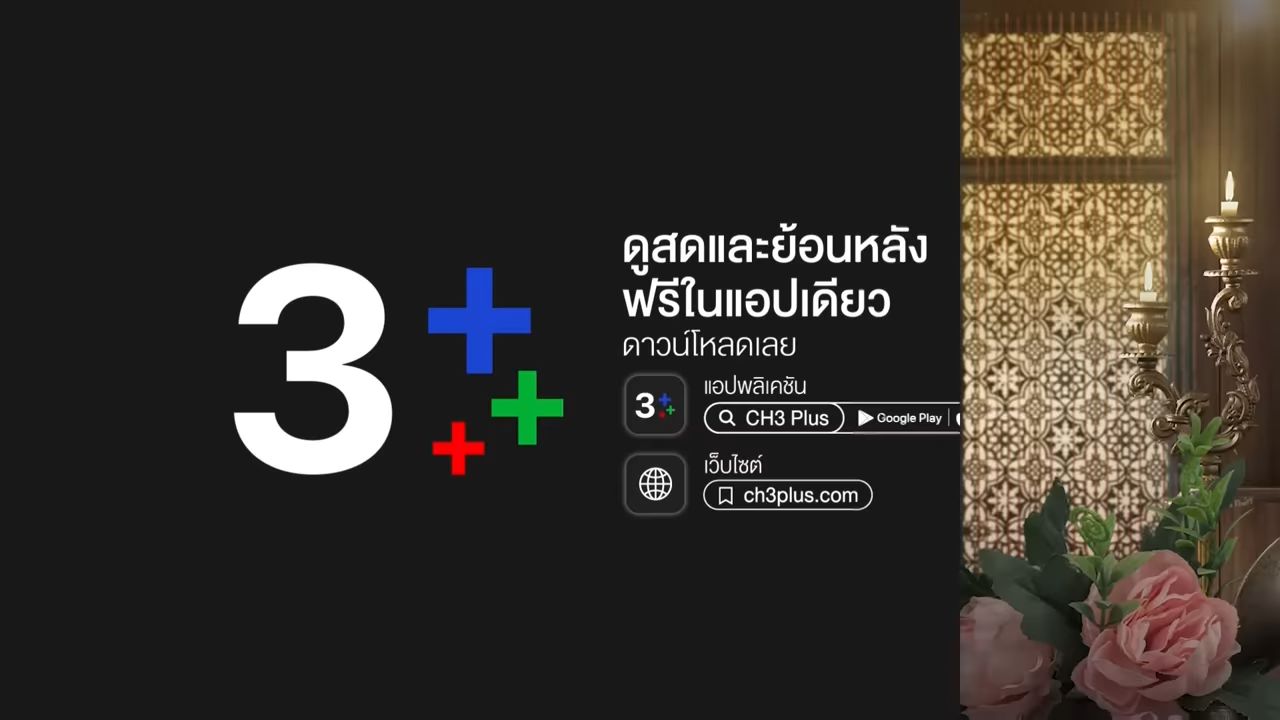 3
ดูสดและย้อนหลัง
ฟรีในแอปเดียว
ดาวน์โหลดเลย
3
แอปพลิเคชัน
CH3 Plus
Google Play
เว็บไซต์
ch3plus.com